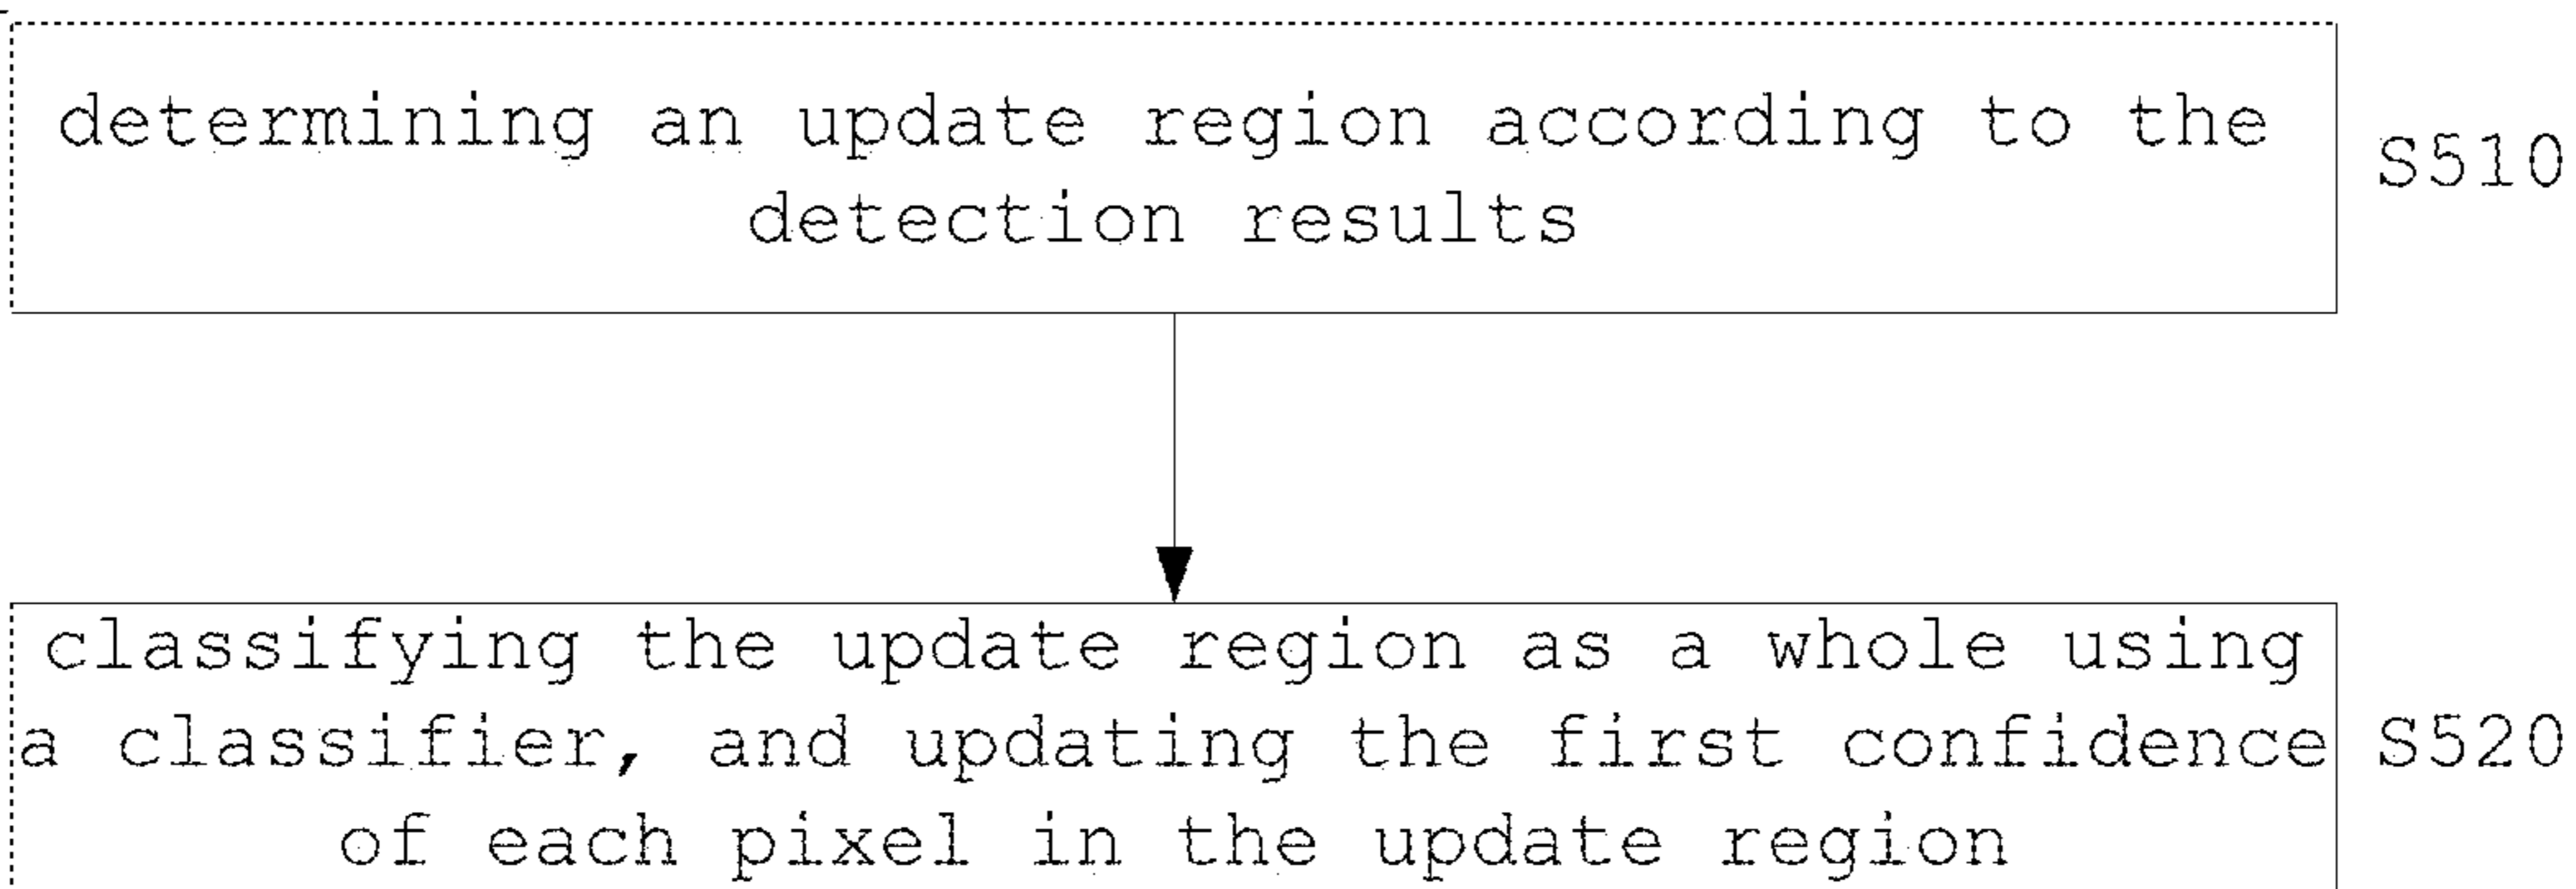 determining an update region according to the
detection results
S510
classifying the update region as a whole using
a classifier, and updating the first confidence
of each pixel in the update region
S520